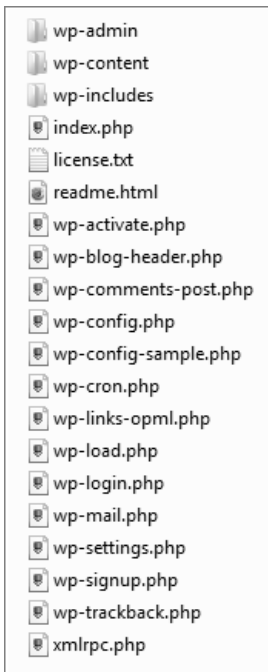 wp-admin
wp-content
wp-includes
index.php
license.txt
readme.html
wp-activate.php
wp-blog-header.php
wp-comments-post.php
wp-config.php
wp-config-sample.php
wp-cron.php
wp-links-opml.php
wp-load.php
wp-login.php
wp-mail.php
wp-settings.php
wp-signup.php
wp-trackback.php
xmlrpc.php